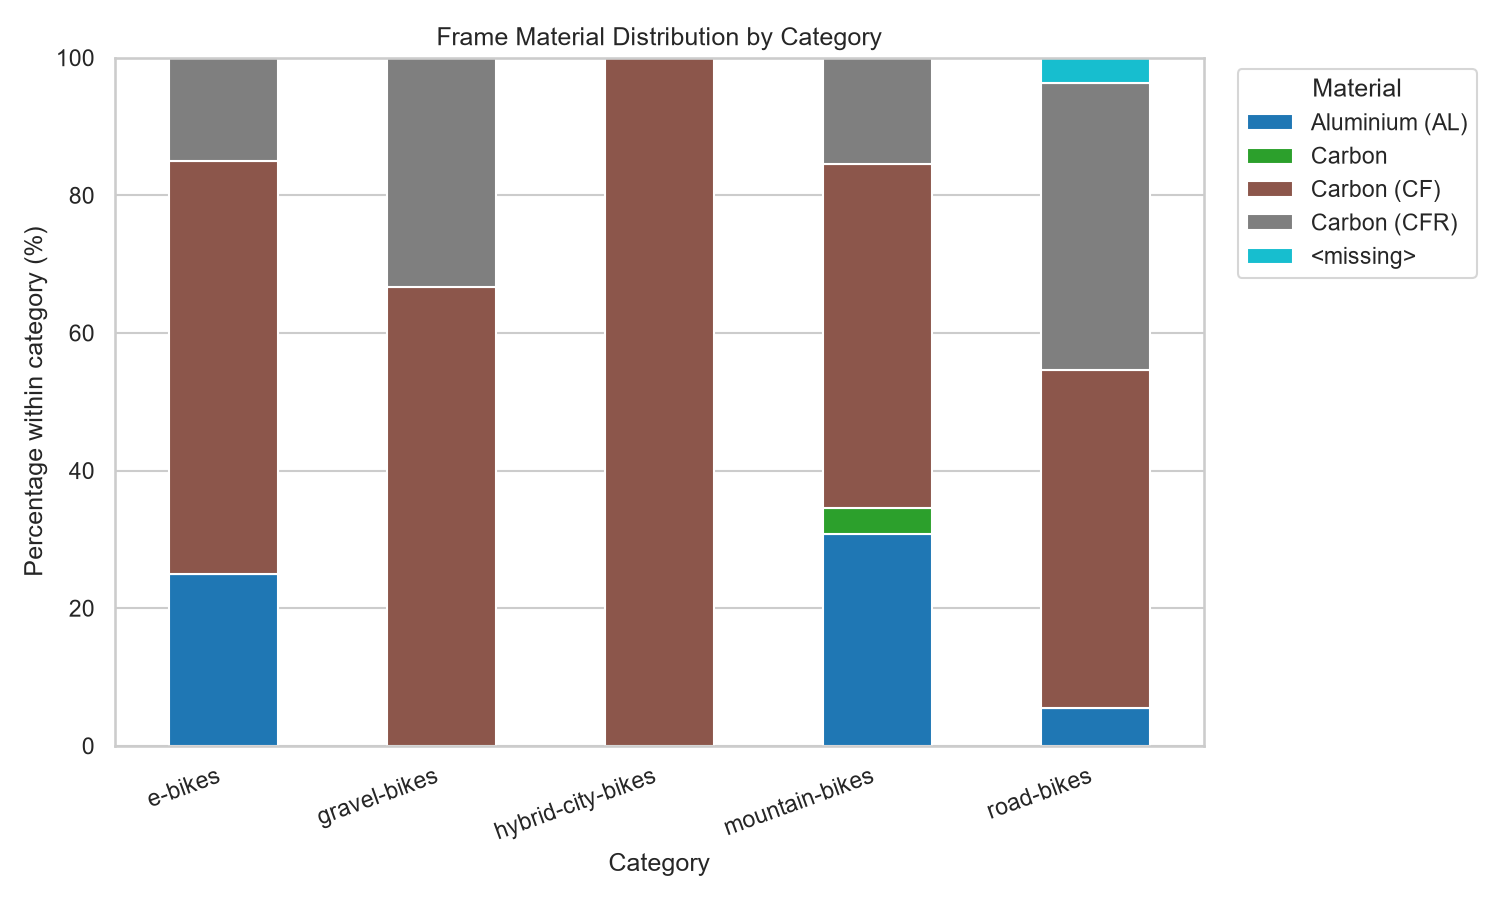 Frame Material Distribution by Category
Percentage within category (%)
100
80
60
40
20
0
e-bikes
gravel-bikes
hybrid-city-bikes
mountain-bikes
road-bikes
Category
Material
Aluminium (AL)
Carbon
Carbon (CF)
Carbon (CFR)
<missing>